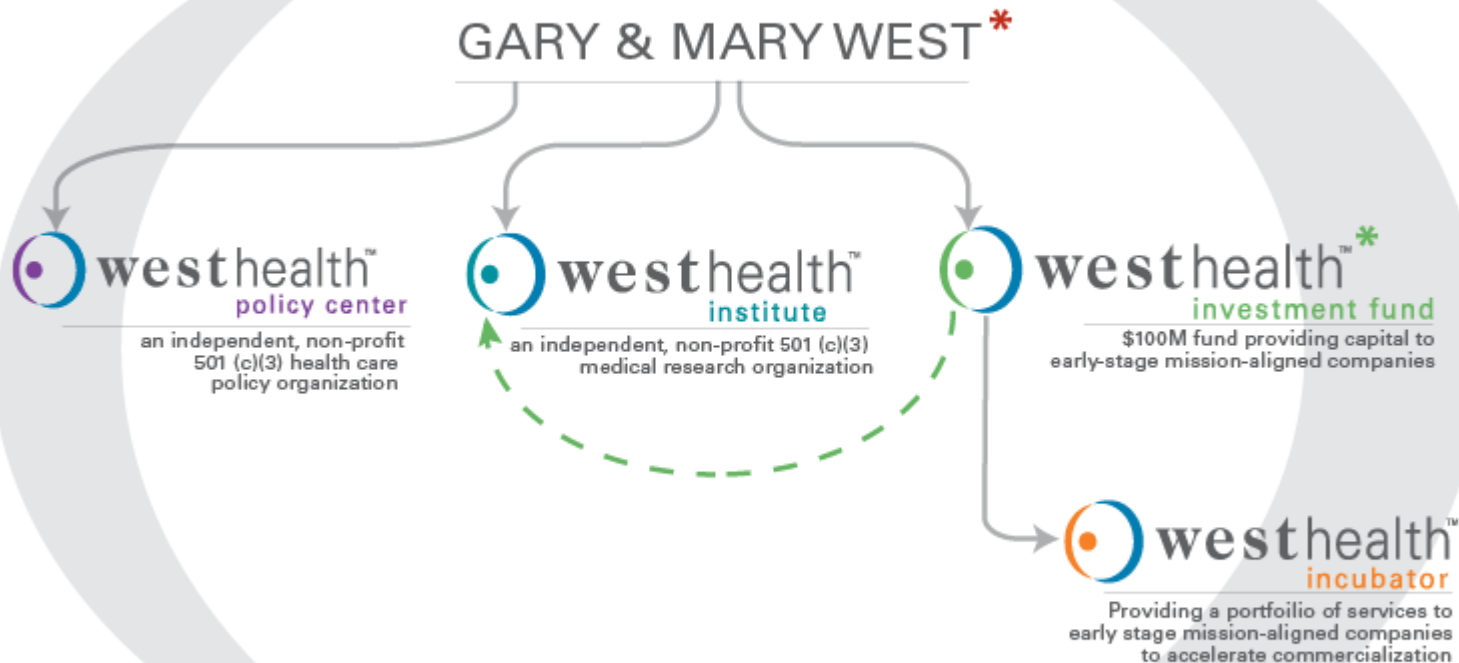 GARY & MARY WEST*
westhealth™
policy center
an independent, non-profit
501 (c)(3) health care
policy organization
westhealth™
institute
an independent, non-profit 501 (c)(3)
medical research organization
westhealth™*
investment fund
$100M fund providing capital to
early-stage mission-aligned companies
westhealth™
incubator
Providing a portfoilio of services to
early stage mission-aligned companies
to accelerate commercialization